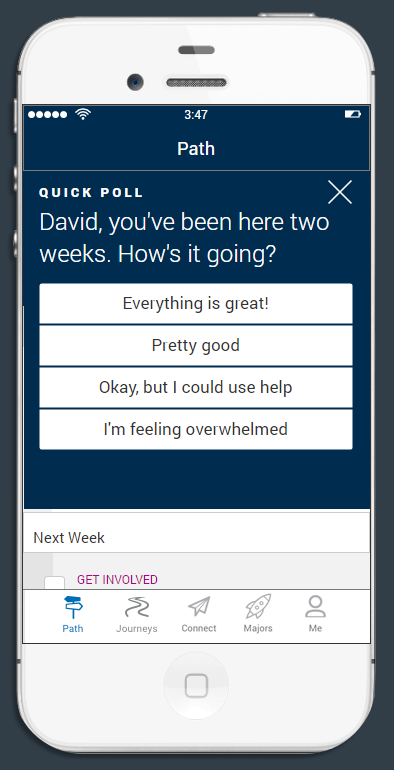 3:47
Path
QUICK POLL
David, you've been here two
weeks. How's it going?
Everything is great!
Pretty good
Okay, but I could use help
I'm feeling overwhelmed
Next Week
GET INVOLVED
Path Journeys Connect Majors Me